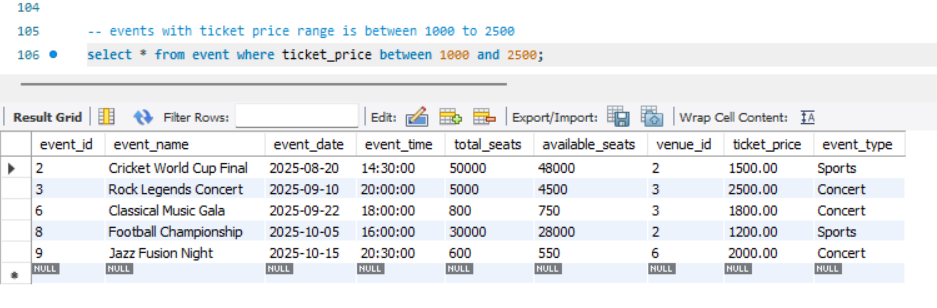 104
105 -- events with ticket price range is between 1000 to 2500
106 select * from event where ticket_price between 1000 and 2500;
Result Grid Filter Rows: Edit: Export/Import: Wrap Cell Content: IA
event_id event_name event_date event_time total_seats available_seats venue_id ticket_price event_type
2 Cricket World Cup Final 2025-08-20 14:30:00 50000 48000 2 1500.00 Sports
3 Rock Legends Concert 2025-09-10 20:00:00 5000 4500 3 2500.00 Concert
6 Classical Music Gala 2025-09-22 18:00:00 800 750 3 1800.00 Concert
8 Football Championship 2025-10-05 16:00:00 30000 28000 2 1200.00 Sports
9 Jazz Fusion Night 2025-10-15 20:30:00 600 550 6 2000.00 Concert
NULL NULL NULL NULL NULL NULL NULL NULL NULL